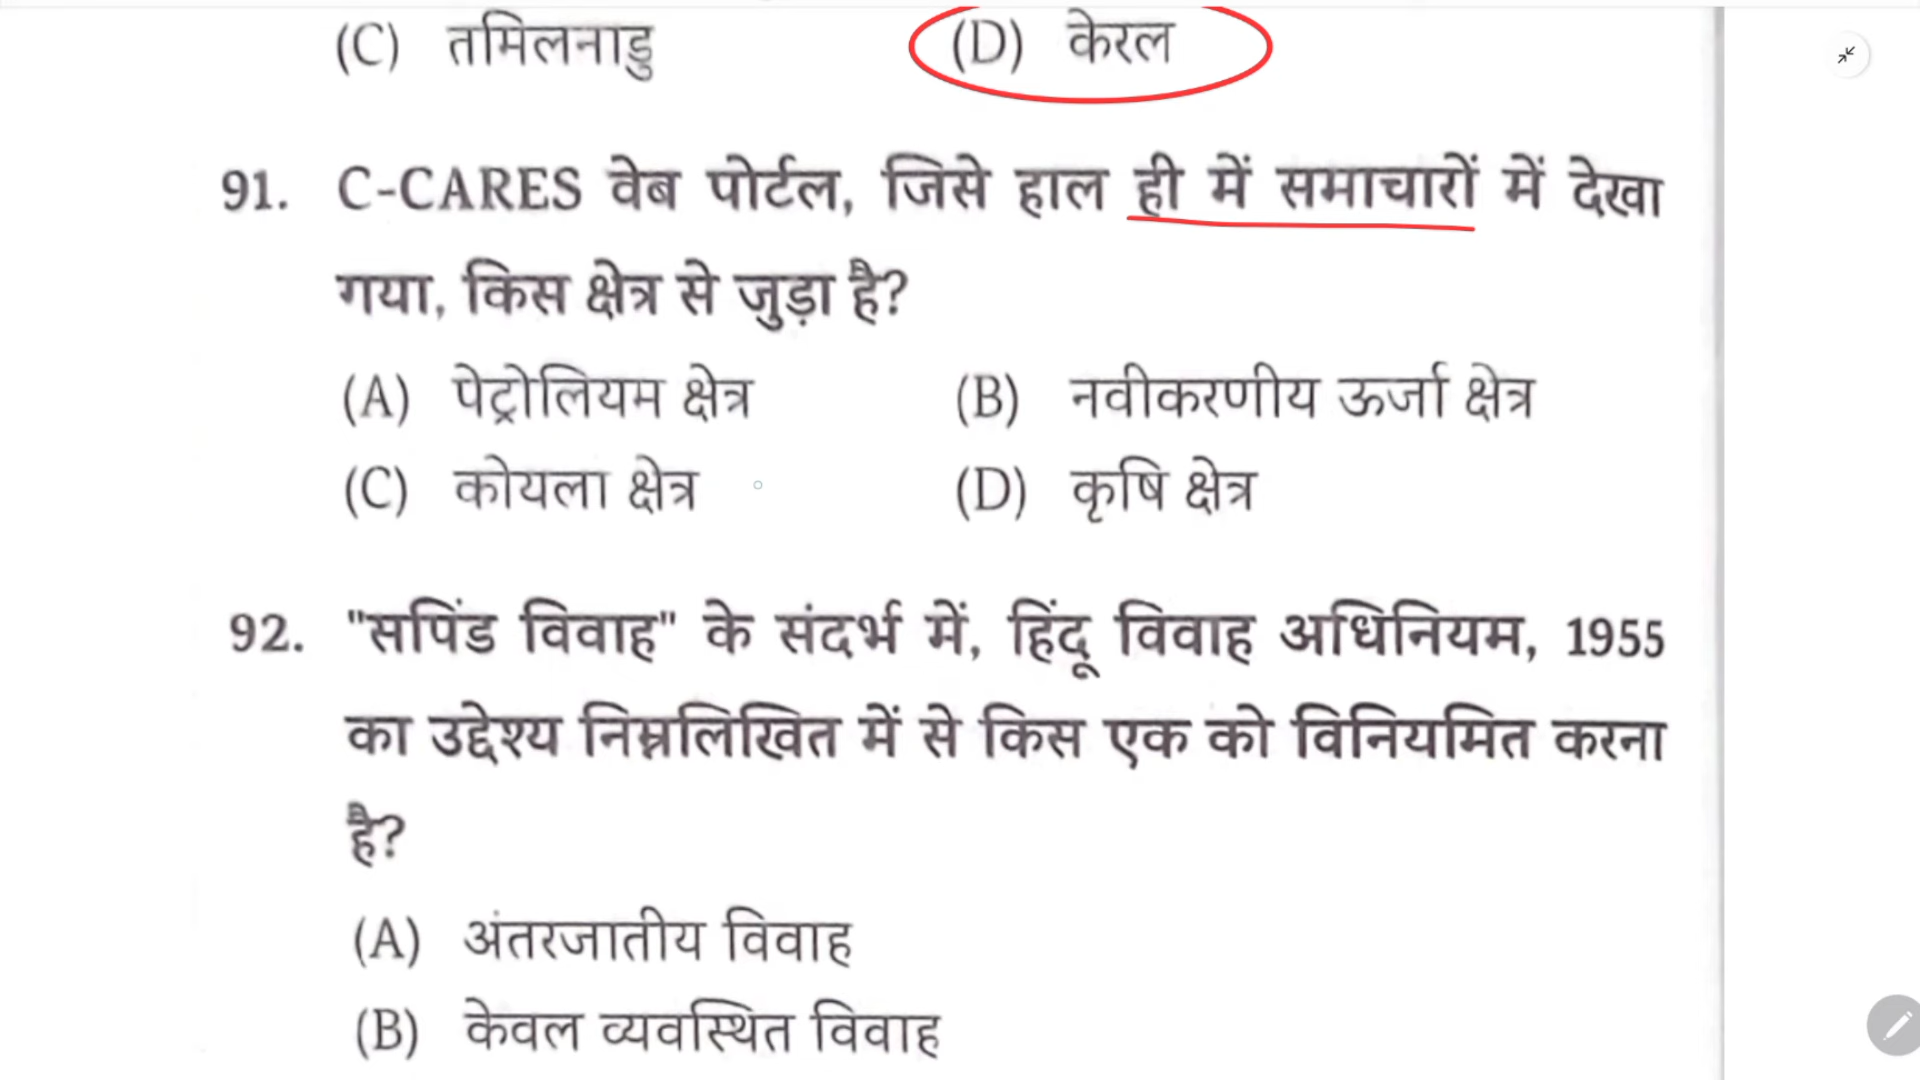 (C) तमिलनाडु (D) केरल
91. C-CARES वेब पोर्टल, जिसे हाल ही में समाचारों में देखा
गया, किस क्षेत्र से जुड़ा है?
(A) पेट्रोलियम क्षेत्र (B) नवीकरणीय ऊर्जा क्षेत्र
(C) कोयला क्षेत्र (D) कृषि क्षेत्र
92. "सपिंड विवाह" के संदर्भ में, हिंदू विवाह अधिनियम, 1955
का उद्देश्य निम्नलिखित में से किस एक को विनियमित करना
है?
(A) अंतरजातीय विवाह
(B) केवल व्यवस्थित विवाह